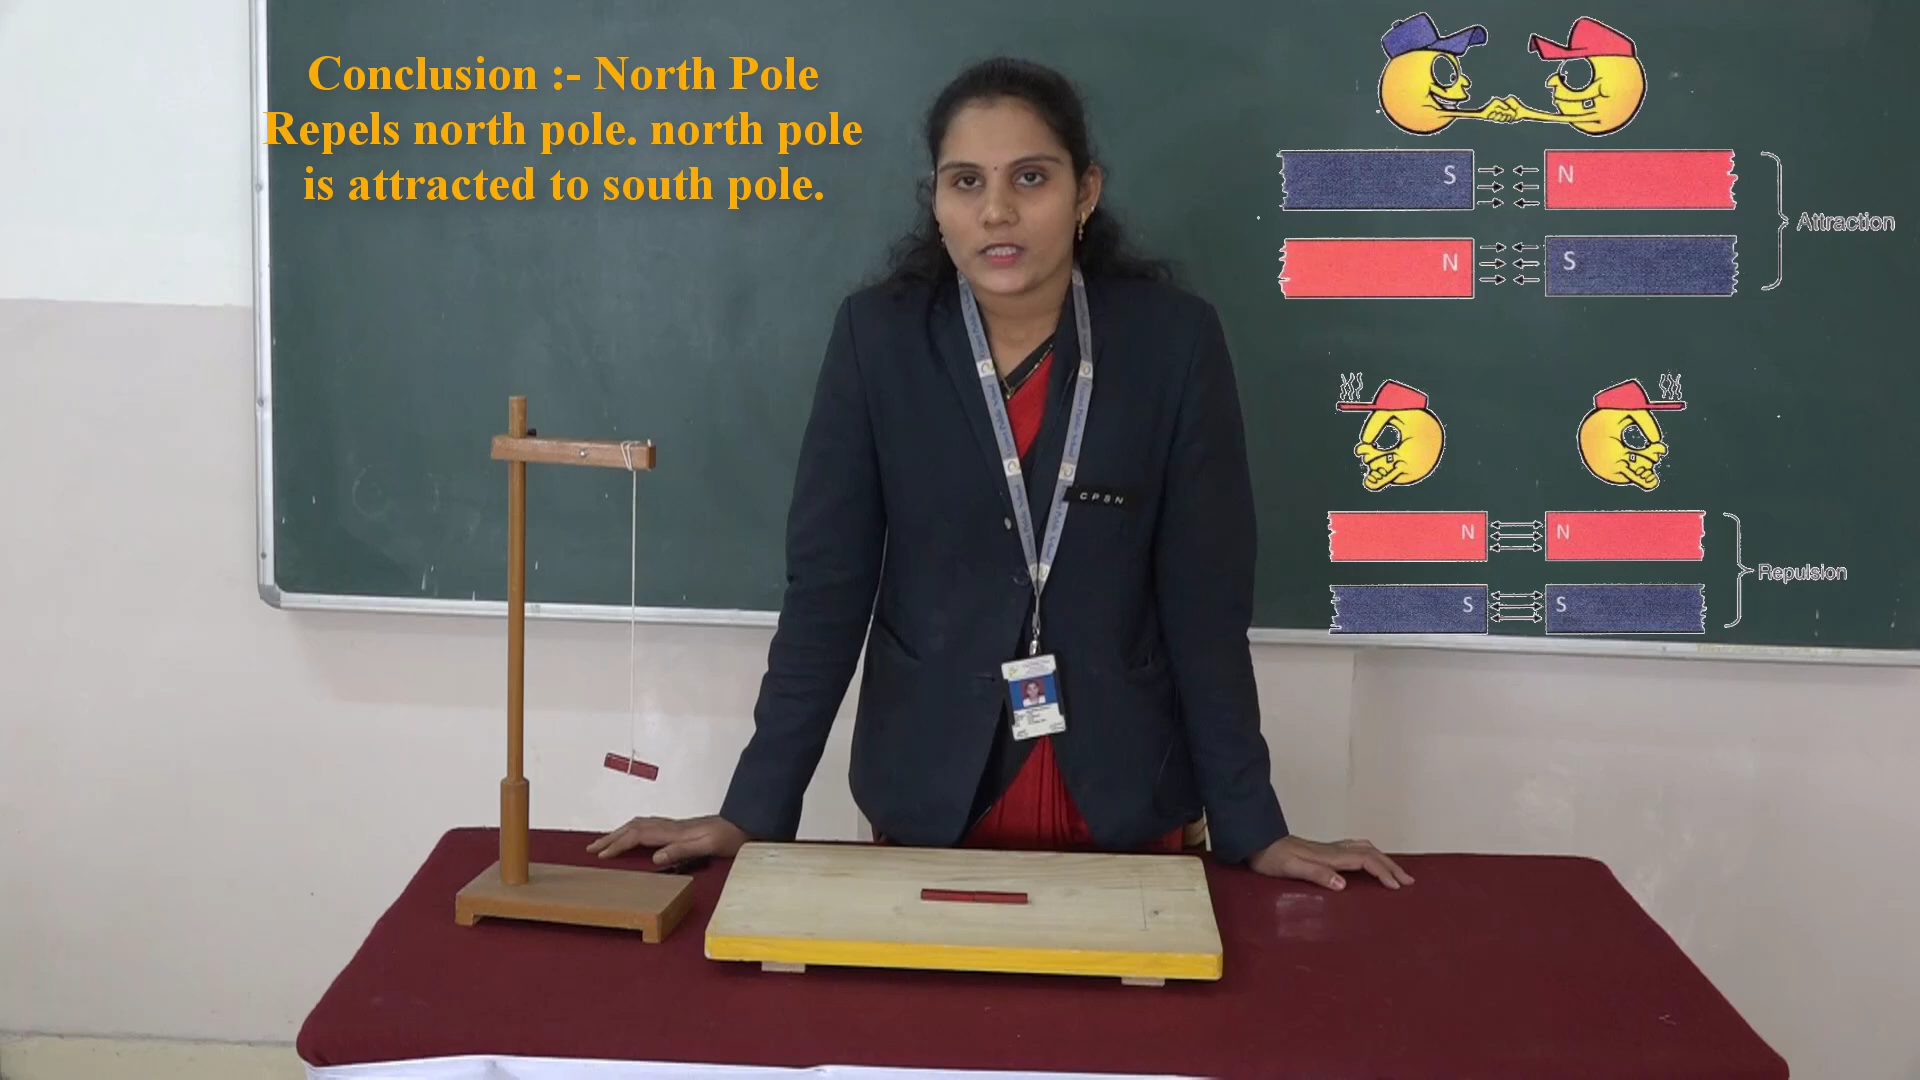 Conclusion :- North Pole
Repels north pole. north pole
is attracted to south pole.
S N
Attraction
N S
CPSN
N N
Repulsion
S S